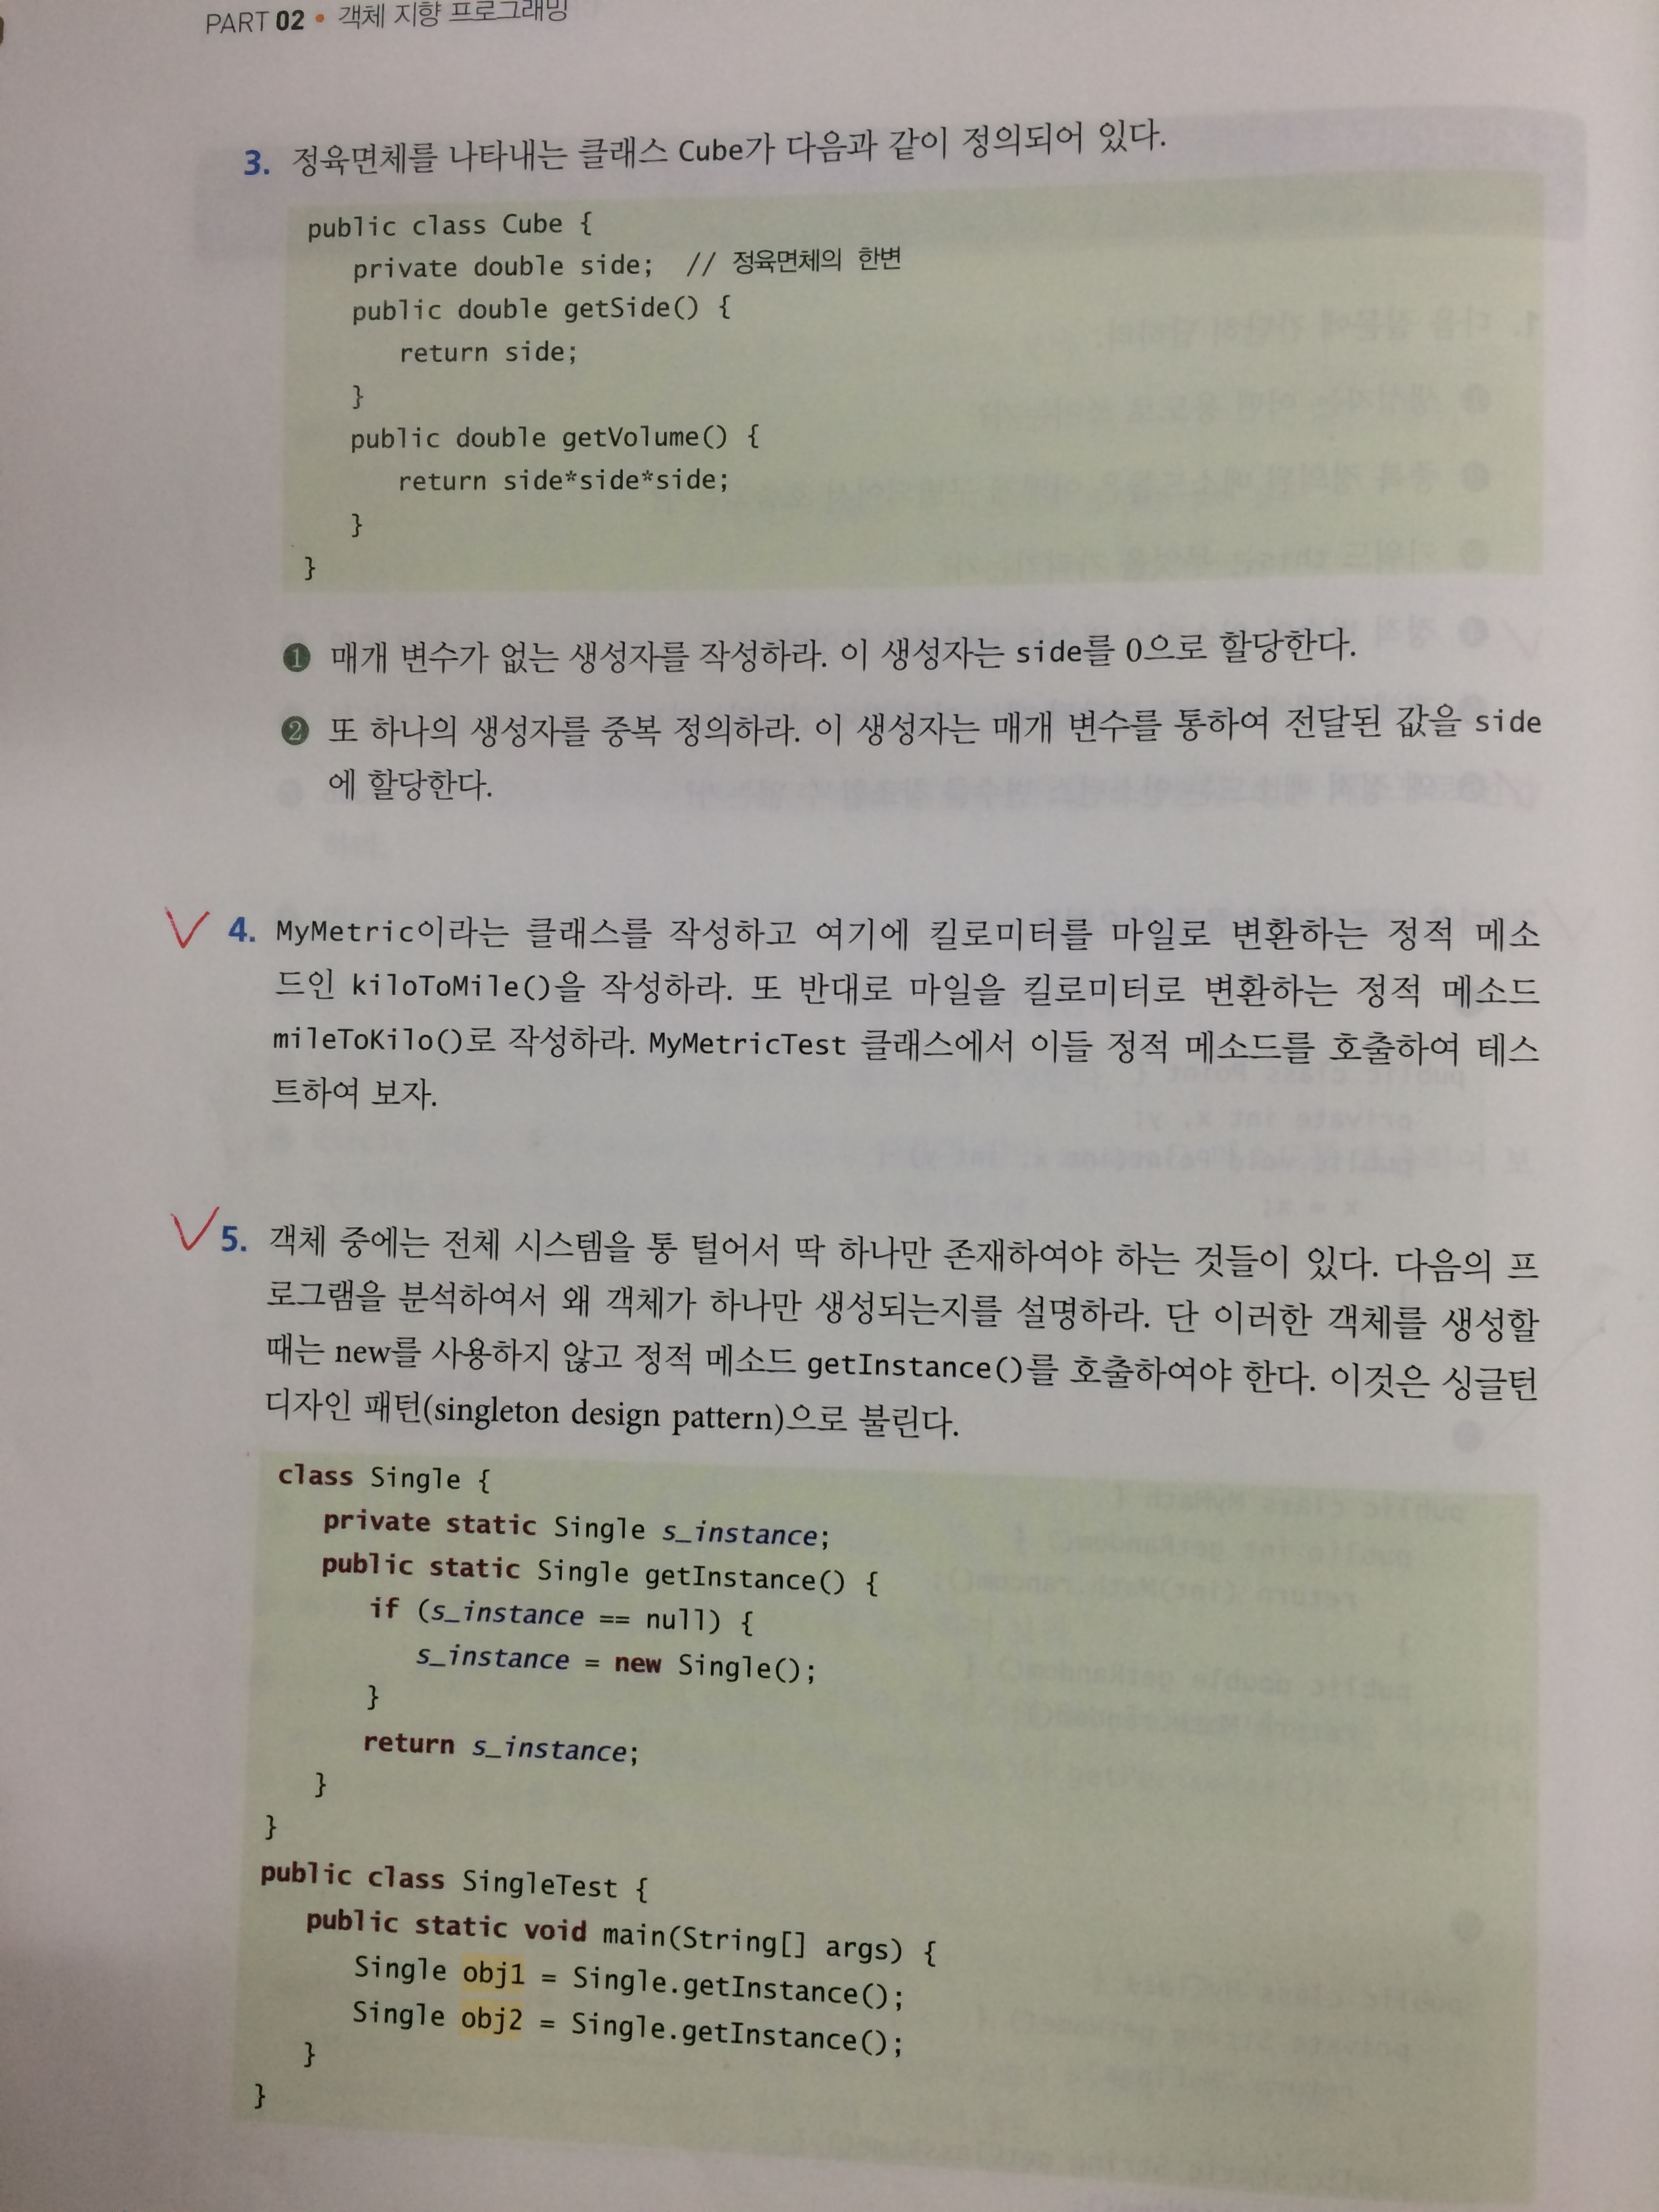 PART 02 • 객체 지향 프로그래밍
3. 정육면체를 나타내는 클래스 Cube가 다음과 같이 정의되어 있다.
public class Cube {
private double side; // 정육면체의 한변
public double getSide() {
return side;
}
public double getVolume() {
return side*side*side;
}
}
❶ 매개 변수가 없는 생성자를 작성하라. 이 생성자는 side를 0으로 할당한다.
❷ 또 하나의 생성자를 중복 정의하라. 이 생성자는 매개 변수를 통하여 전달된 값을 side
에 할당한다.
4. MyMetric이라는 클래스를 작성하고 여기에 킬로미터를 마일로 변환하는 정적 메소
드인 kiloToMile()을 작성하라. 또 반대로 마일을 킬로미터로 변환하는 정적 메소드
mileToKilo()로 작성하라. MyMetricTest 클래스에서 이들 정적 메소드를 호출하여 테스
트하여 보자.
5. 객체 중에는 전체 시스템을 통 털어서 딱 하나만 존재하여야 하는 것들이 있다. 다음의 프
로그램을 분석하여서 왜 객체가 하나만 생성되는지를 설명하라. 단 이러한 객체를 생성할
때는 new를 사용하지 않고 정적 메소드 getInstance()를 호출하여야 한다. 이것은 싱글턴
디자인 패턴(singleton design pattern)으로 불린다.
class Single {
private static Single s_instance;
public static Single getInstance() {
if (s_instance == null) {
s_instance = new Single();
}
return s_instance;
}
}
public class SingleTest {
public static void main(String[] args) {
Single obj1 = Single.getInstance();
Single obj2 = Single.getInstance();
}
}